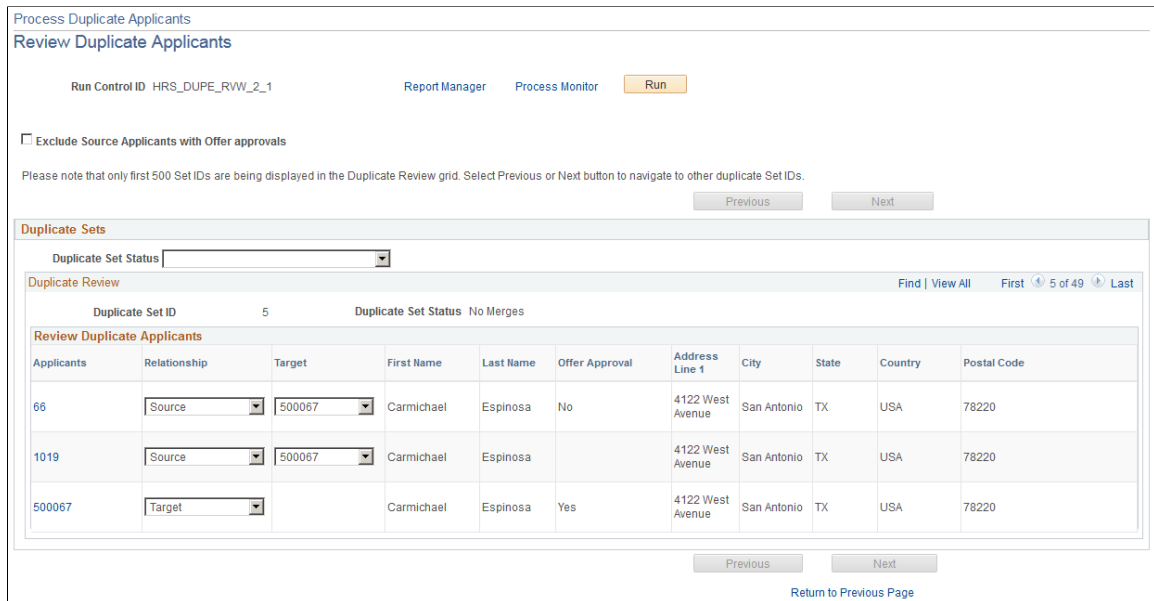 Process Duplicate Applicants
Review Duplicate Applicants
Run Control ID HRS_DUPE_RVW_2_1 Report Manager Process Monitor Run
Exclude Source Applicants with Offer approvals
Please note that only first 500 Set IDs are being displayed in the Duplicate Review grid. Select Previous or Next button to navigate to other duplicate Set IDs.
Previous Next
Duplicate Sets
Duplicate Set Status
Duplicate Review Find | View All First 5 of 49 Last
Duplicate Set ID 5 Duplicate Set Status No Merges
Review Duplicate Applicants
Applicants Relationship Target First Name Last Name Offer Approval Address Line 1 City State Country Postal Code
66 Source 500067 Carmichael Espinosa No 4122 West Avenue San Antonio TX USA 78220
1019 Source 500067 Carmichael Espinosa 4122 West Avenue San Antonio TX USA 78220
500067 Target Carmichael Espinosa Yes 4122 West Avenue San Antonio TX USA 78220
Previous Next
Return to Previous Page